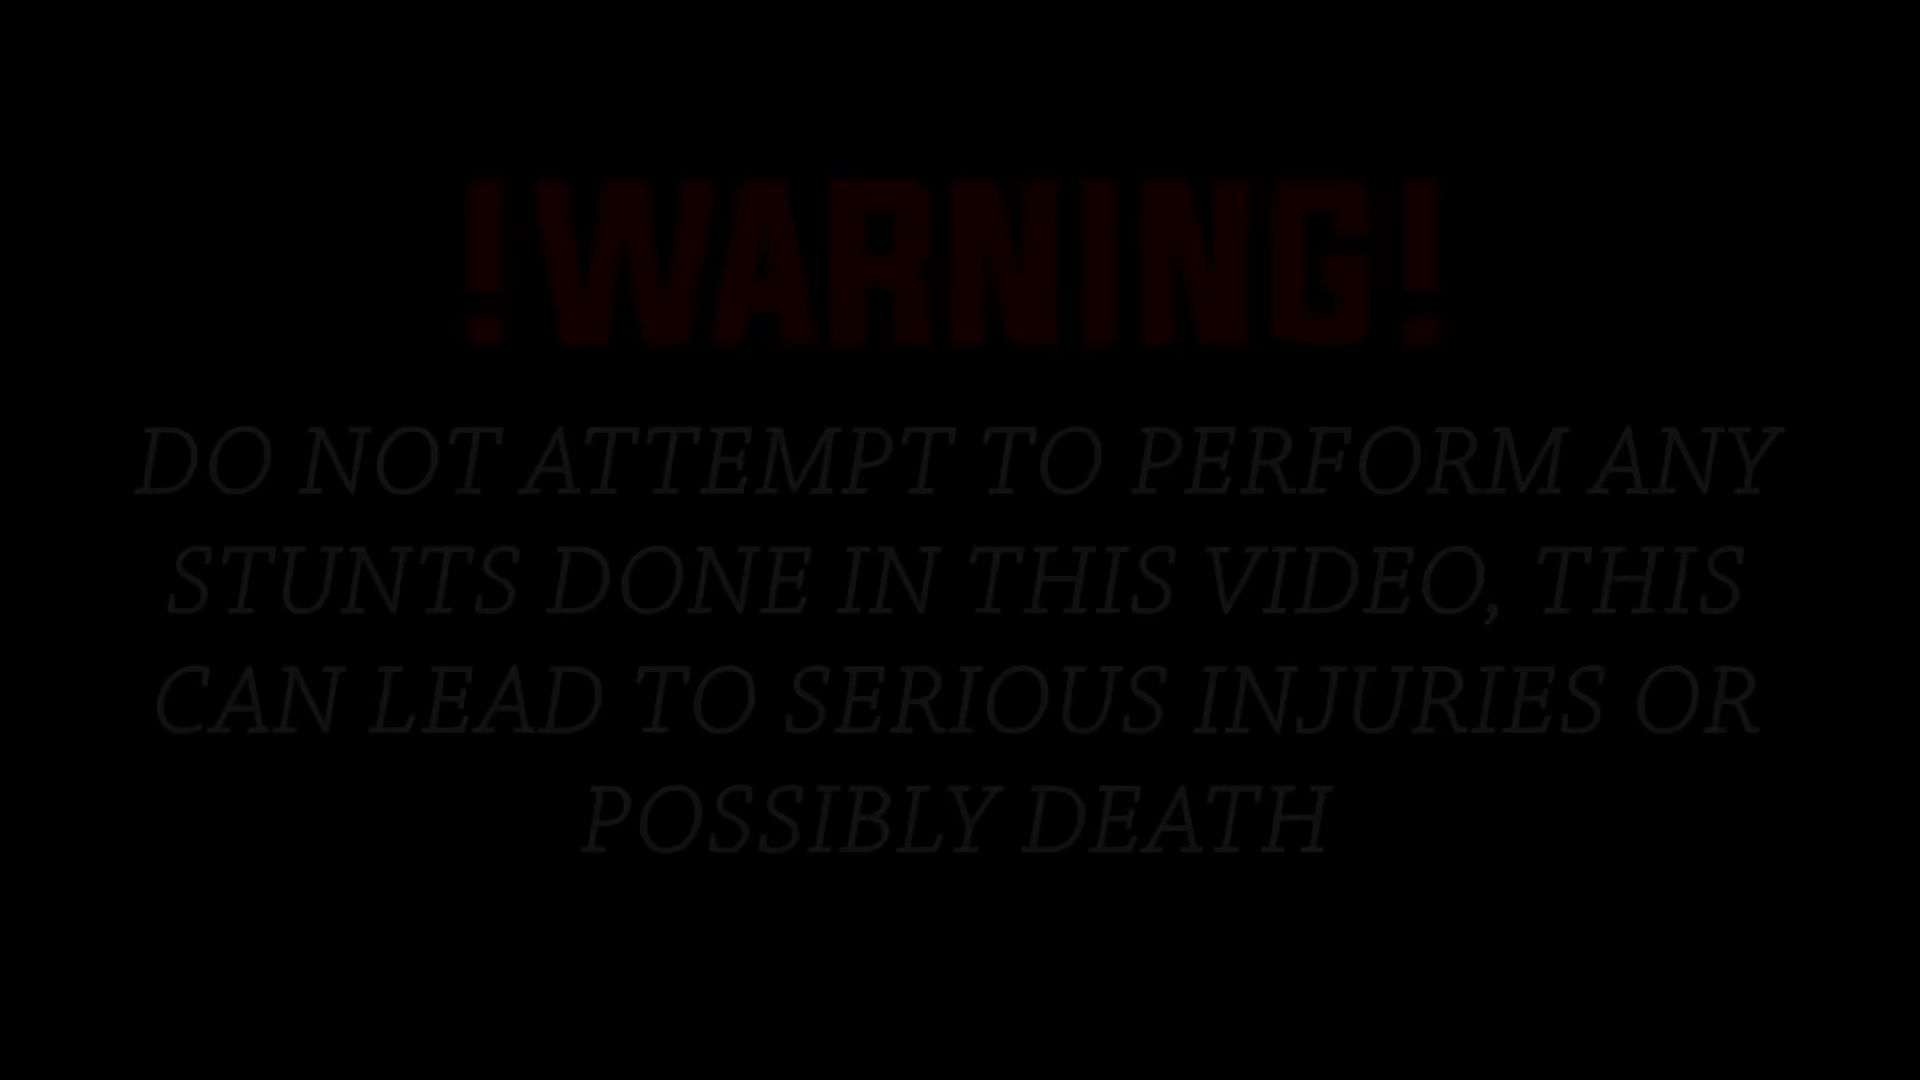 !WARNING!
DO NOT ATTEMPT TO PERFORM ANY
STUNTS DONE IN THIS VIDEO, THIS
CAN LEAD TO SERIOUS INJURIES OR
POSSIBLY DEATH